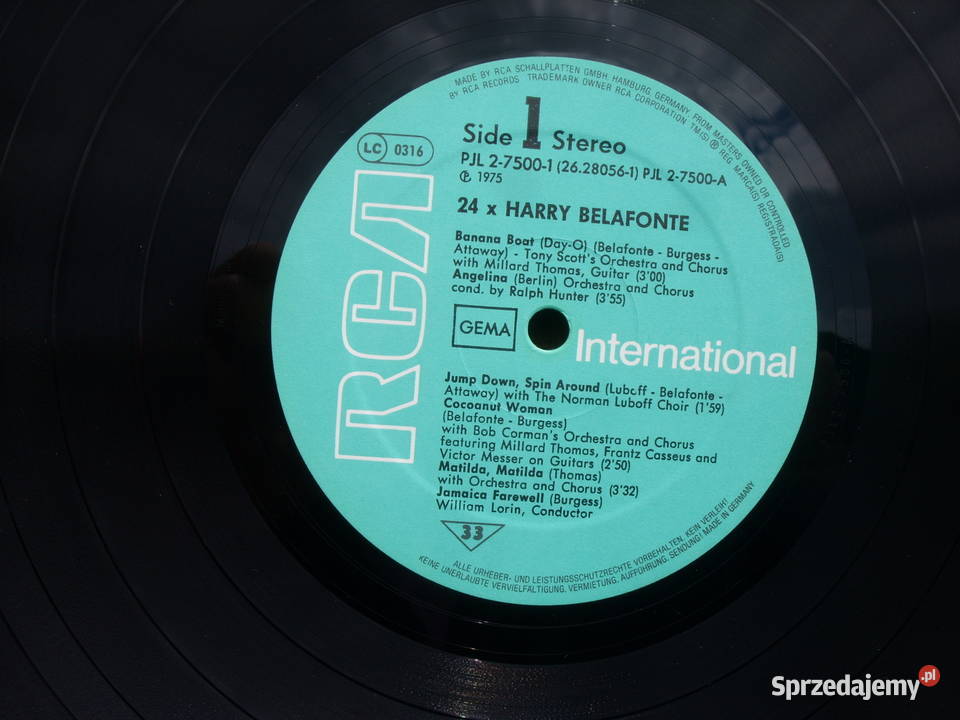 MADE BY RCA SCHALLPLATTEN GMBH. HAMBURG, GERMANY. FROM MASTERS OWNED OR CONTROLLED
BY RCA RECORDS TRADEMARK OWNER RCA CORPORATION TM(S) ® REG MARCA(S) REGISTRADA(S)
Side 1 Stereo
LC 0316
PJL 2-7500-1 (26.28056-1) PJL 2-7500-A
℗ 1975
24 x HARRY BELAFONTE
Banana Boat (Day-O) (Belafonte - Burgess -
Attaway) - Tony Scott's Orchestra and Chorus
with Millard Thomas, Guitar (3'00)
Angelina (Berlin) Orchestra and Chorus
cond. by Ralph Hunter (3'55)
RCA
GEMA
International
Jump Down, Spin Around (Luboff - Belafonte -
Attaway) with The Norman Luboff Choir (1'59)
Cocoanut Woman
(Belafonte - Burgess)
with Bob Corman's Orchestra and Chorus
featuring Millard Thomas, Frantz Casseus and
Victor Messer on Guitars (2'50)
Matilda, Matilda (Thomas)
with Orchestra and Chorus (3'32)
Jamaica Farewell (Burgess)
William Lorin, Conductor
33
ALLE URHEBER- UND LEISTUNGSSCHUTZRECHTE VORBEHALTEN. KEIN VERLEIH!
KEINE UNERLAUBTE VERVIELFÄLTIGUNG, VERMIETUNG, AUFFÜHRUNG, SENDUNG! MADE IN GERMANY
Sprzedajemy.pl